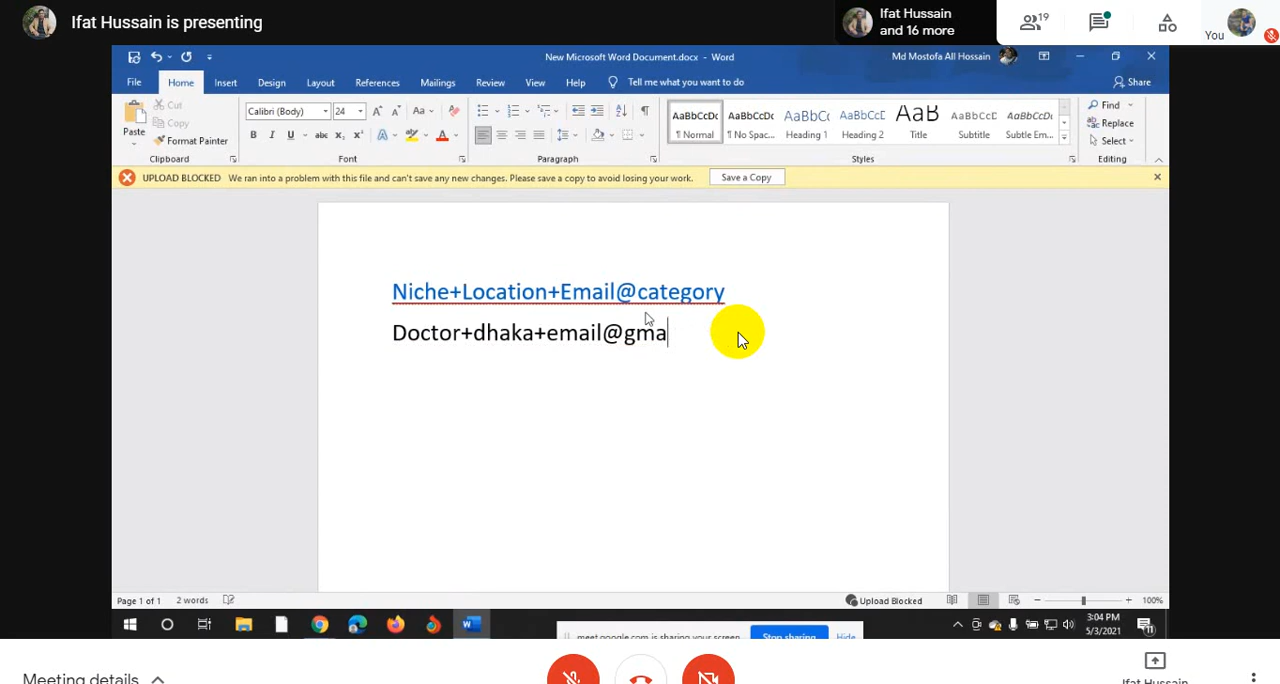 Ifat Hussain is presenting
Ifat Hussain
and 16 more
19
You
New Microsoft Word Document.docx - Word
Md Mostofa All Hossain
File Home Insert Design Layout References Mailings Review View Help Tell me what you want to do
Share
Paste
Cut
Copy
Format Painter
Clipboard
Calibri (Body) 24
Font
Paragraph
AaBbCcDc AaBbCcDc AaBbCc AaBbCcD AaB AaBbCcD AaBbCcDc
¶ Normal ¶ No Spac... Heading 1 Heading 2 Title Subtitle Subtle Em...
Styles
Find
Replace
Select
Editing
UPLOAD BLOCKED We ran into a problem with this file and can't save any new changes. Please save a copy to avoid losing your work. Save a Copy
Niche+Location+Email@category
Doctor+dhaka+email@gma
Page 1 of 1 2 words
Upload Blocked
100%
3:04 PM
5/3/2021
11
meet.google.com is sharing your screen. Stop sharing Hide
Meeting details
Ifat Hussain